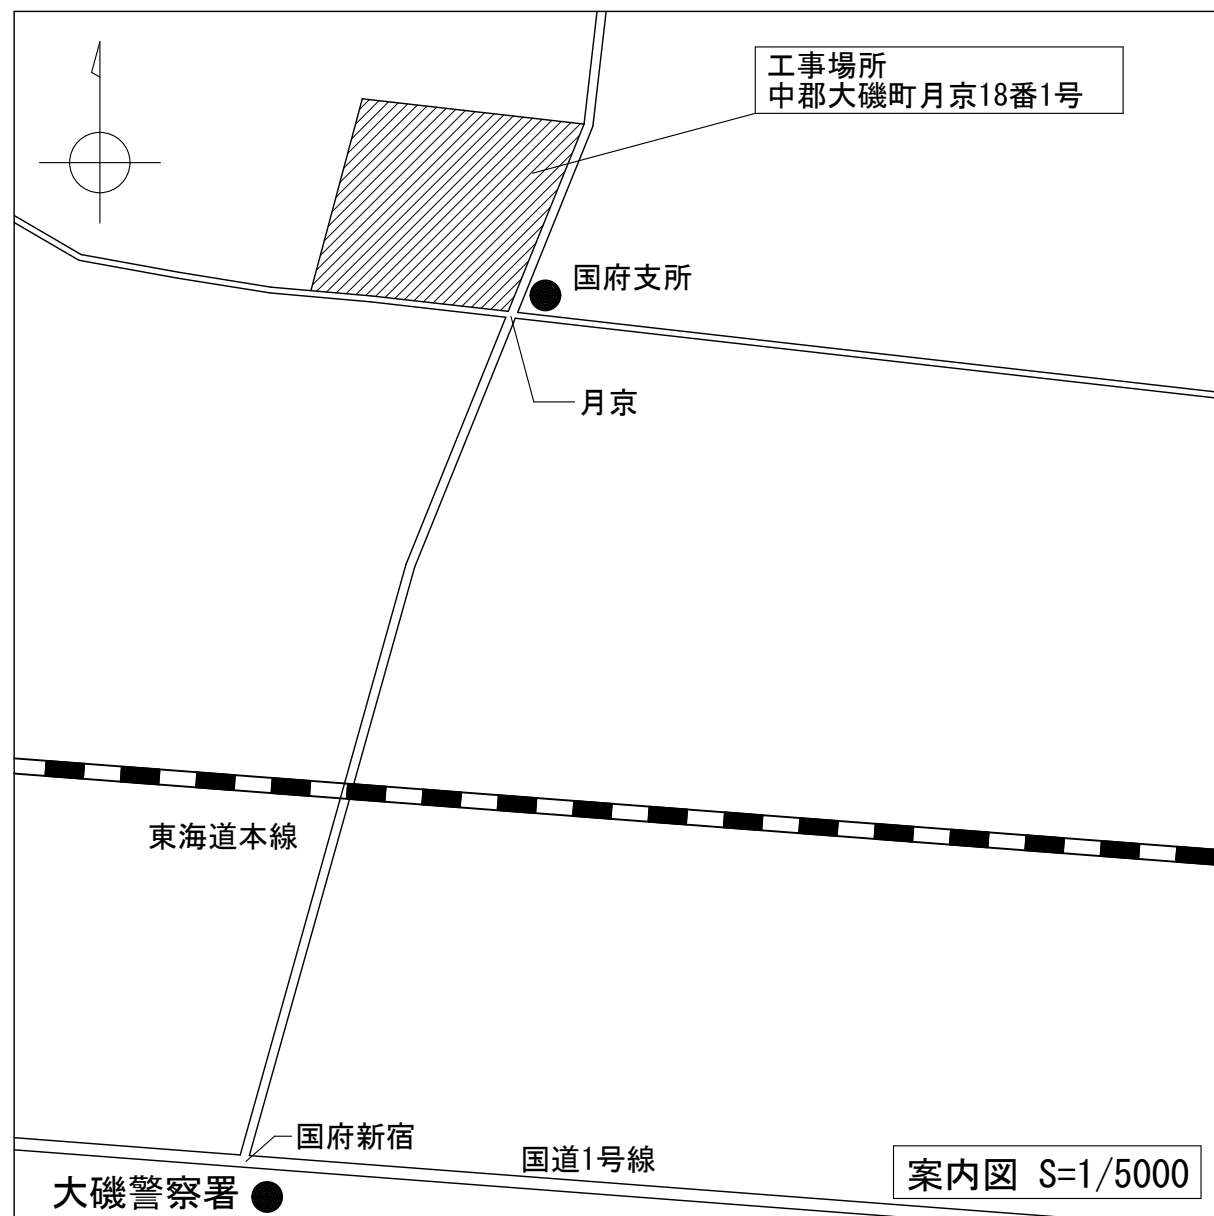 工事場所
中郡大磯町月京18番1号
国府支所
月京
東海道本線
国府新宿
国道1号線
案内図 S=1/5000
大磯警察署